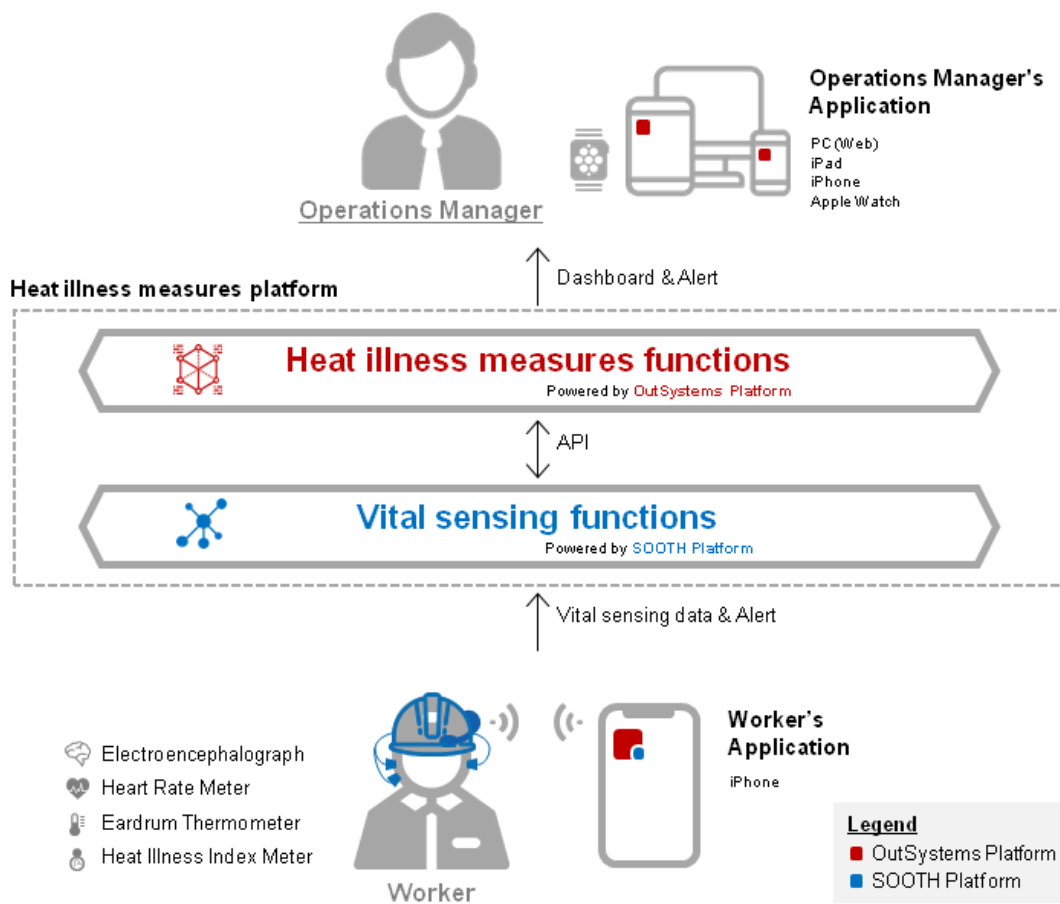 Operations Manager's
Application
PC(Web)
iPad
iPhone
Apple Watch
Operations Manager
Dashboard & Alert
Heat illness measures platform
Heat illness measures functions
Powered by OutSystems Platform
API
Vital sensing functions
Powered by SOOTH Platform
Vital sensing data & Alert
Electroencephalograph
Heart Rate Meter
Eardrum Thermometer
Heat Illness Index Meter
Worker
Worker's
Application
iPhone
Legend
OutSystems Platform
SOOTH Platform